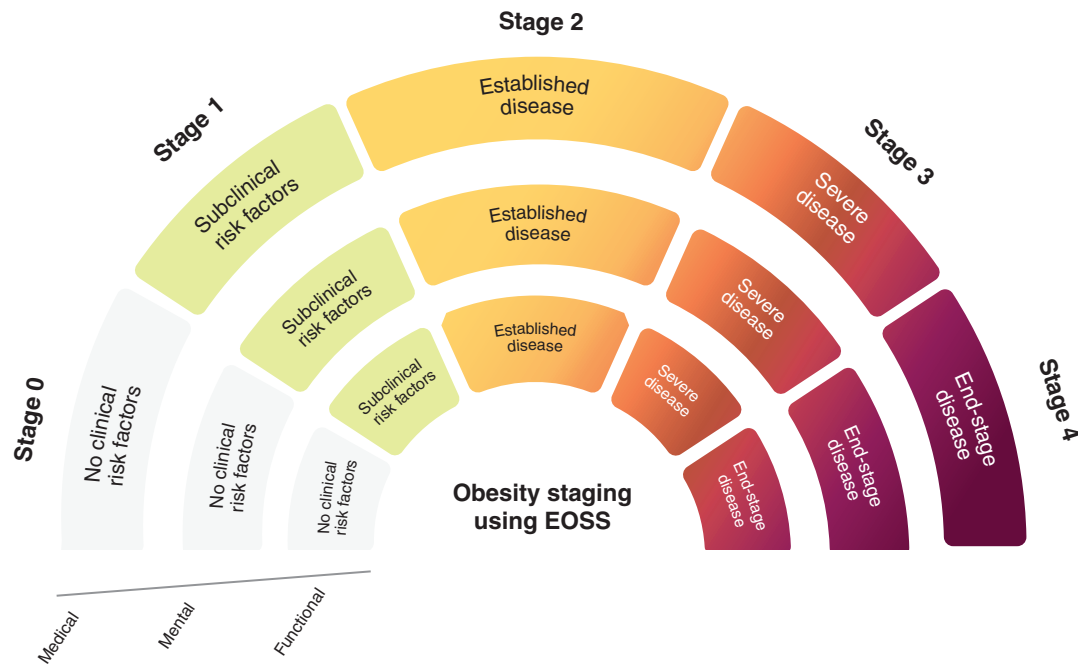 Stage 2
Stage 1
Stage 3
Stage 0
Stage 4
No clinical
risk factors
Subclinical
risk factors
Established
disease
Severe
disease
End-stage
disease
No clinical
risk factors
Subclinical
risk factors
Established
disease
Severe
disease
End-stage
disease
No clinical
risk factors
Subclinical
risk factors
Established
disease
Severe
disease
End-stage
disease
Obesity staging
using EOSS
Medical
Mental
Functional